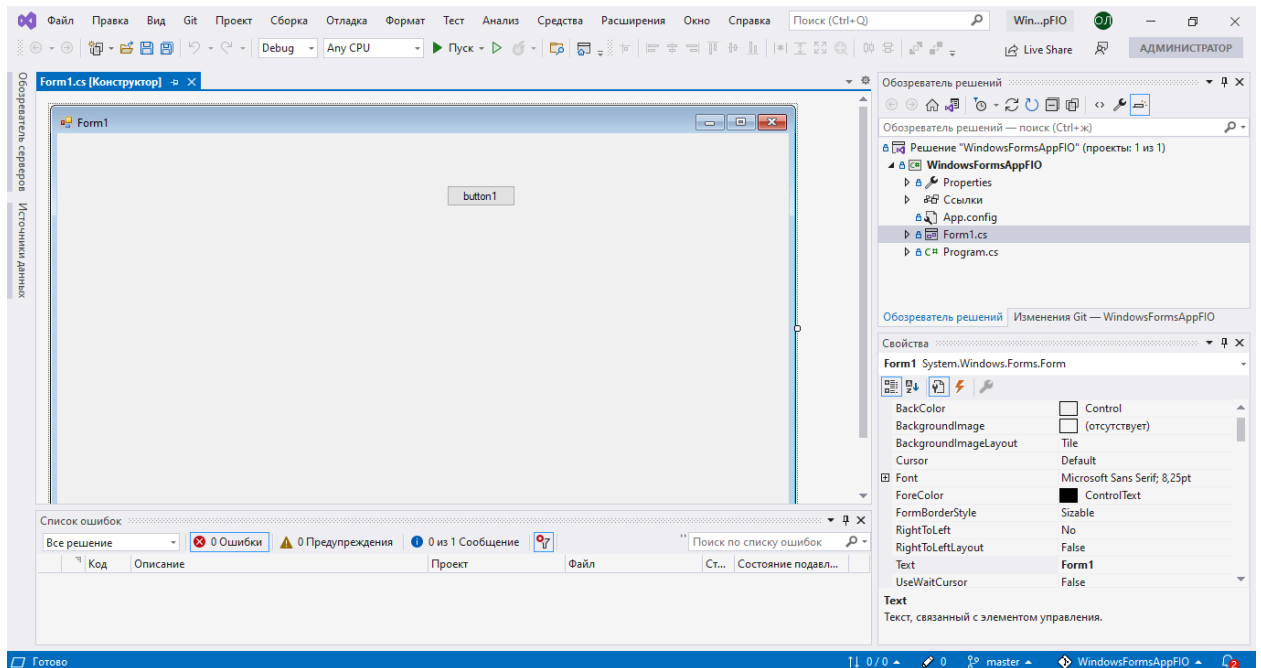 Файл Правка Вид Git Проект Сборка Отладка Формат Тест Анализ Средства Расширения Окно Справка Поиск (Ctrl+Q) Win...pFIO ОЛ
Debug Any CPU Пуск Live Share АДМИНИСТРАТОР
Обозреватель серверов
Источники данных
Form1.cs [Конструктор]
Form1
button1
Обозреватель решений
Обозреватель решений — поиск (Ctrl+ж)
Решение "WindowsFormsAppFIO" (проекты: 1 из 1)
WindowsFormsAppFIO
Properties
Ссылки
App.config
Form1.cs
Program.cs
Обозреватель решений Изменения Git — WindowsFormsAppFIO
Свойства
Form1 System.Windows.Forms.Form
BackColor Control
BackgroundImage (отсутствует)
BackgroundImageLayout Tile
Cursor Default
Font Microsoft Sans Serif; 8,25pt
ForeColor ControlText
FormBorderStyle Sizable
RightToLeft No
RightToLeftLayout False
Text Form1
UseWaitCursor False
Text
Текст, связанный с элементом управления.
Список ошибок
Все решение 0 Ошибки 0 Предупреждения 0 из 1 Сообщение Поиск по списку ошибок
Код Описание Проект Файл Ст... Состояние подавл...
Готово 0 / 0 0 master WindowsFormsAppFIO 2